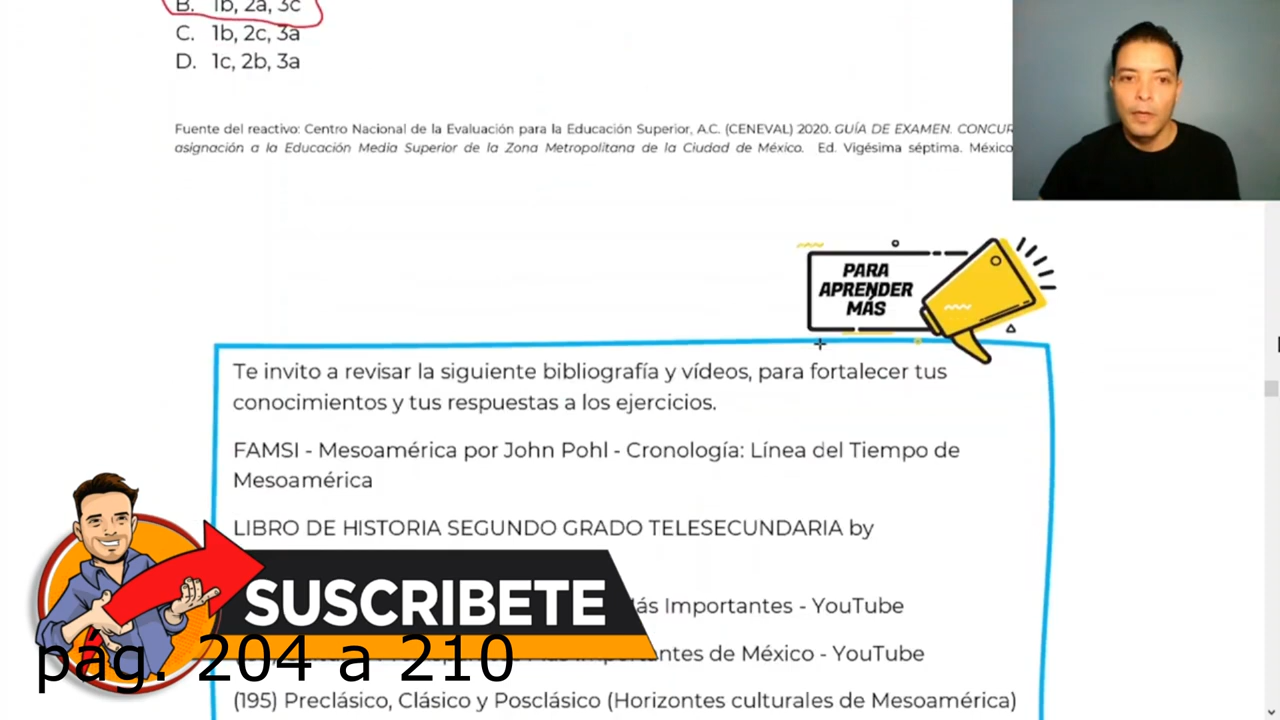 B. 1b, 2a, 3c
C. 1b, 2c, 3a
D. 1c, 2b, 3a
Fuente del reactivo: Centro Nacional de la Evaluación para la Educación Superior, A.C. (CENEVAL) 2020. GUÍA DE EXAMEN. CONCUR
asignación a la Educación Media Superior de la Zona Metropolitana de la Ciudad de México. Ed. Vigésima séptima. México
PARA
APRENDER
MÁS
Te invito a revisar la siguiente bibliografía y vídeos, para fortalecer tus
conocimientos y tus respuestas a los ejercicios.
FAMSI - Mesoamérica por John Pohl - Cronología: Línea del Tiempo de
Mesoamérica
LIBRO DE HISTORIA SEGUNDO GRADO TELESECUNDARIA by
SUSCRIBETE
Más Importantes - YouTube
pág. 204 a 210
de México - YouTube
(195) Preclásico, Clásico y Posclásico (Horizontes culturales de Mesoamérica)